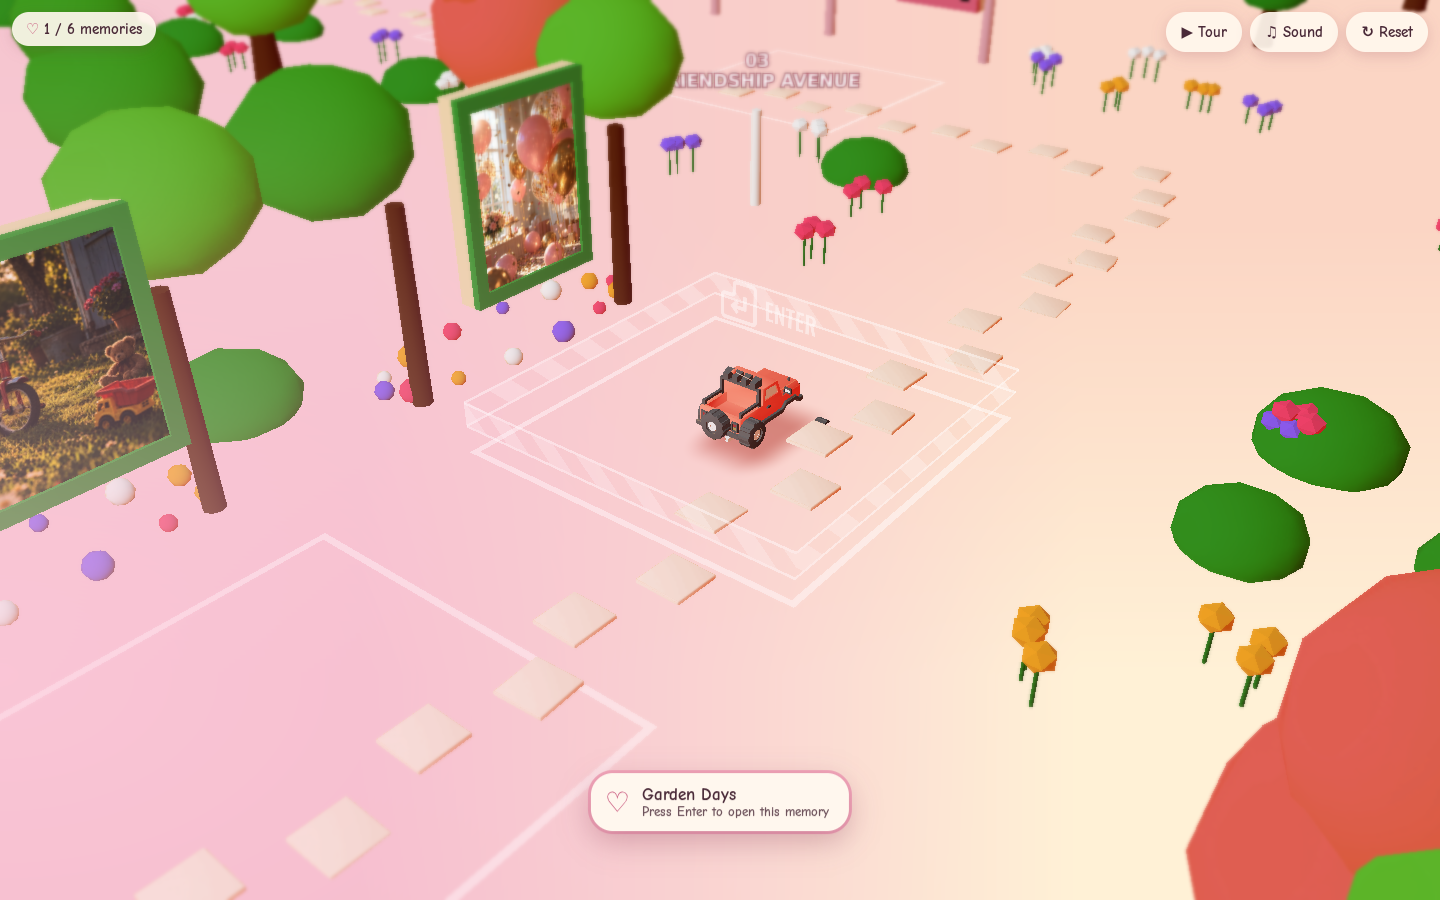 ♡ 1 / 6 memories
▶ Tour
♫ Sound
↻ Reset
03
IENDSHIP AVENUE
ENTER
Garden Days
Press Enter to open this memory